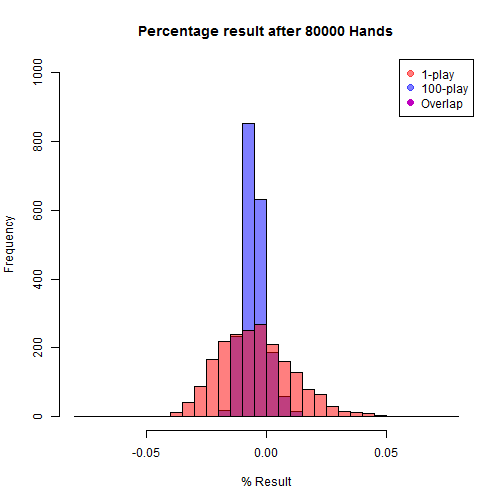 Percentage result after 80000 Hands
1-play
100-play
Overlap
Frequency
1000
800
600
400
200
0
-0.05
0.00
0.05
% Result